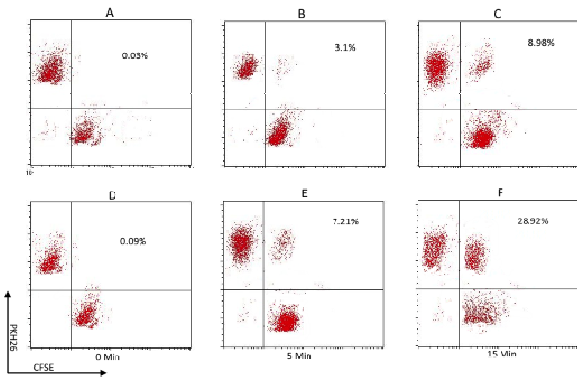 A
B
C
0.03%
3.1%
8.98%
D
E
F
0.09%
7.21%
28.92%
PKH26
CFSE
0 Min
5 Min
15 Min